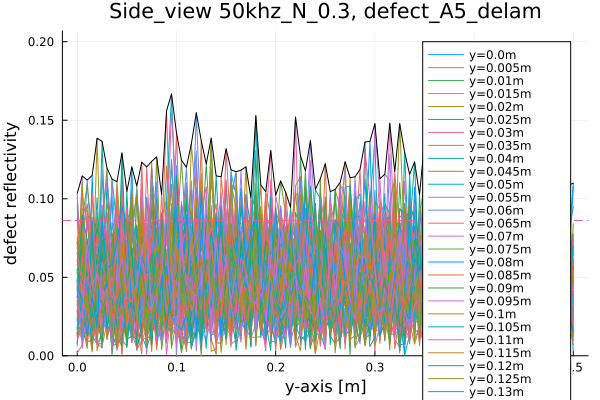 Side_view 50khz_N_0.3, defect_A5_delam
0.20
0.15
0.10
0.05
0.00
defect reflectivity
0.0
0.1
0.2
0.3
.5
y-axis [m]
y=0.0m
y=0.005m
y=0.01m
y=0.015m
y=0.02m
y=0.025m
y=0.03m
y=0.035m
y=0.04m
y=0.045m
y=0.05m
y=0.055m
y=0.06m
y=0.065m
y=0.07m
y=0.075m
y=0.08m
y=0.085m
y=0.09m
y=0.095m
y=0.1m
y=0.105m
y=0.11m
y=0.115m
y=0.12m
y=0.125m
y=0.13m